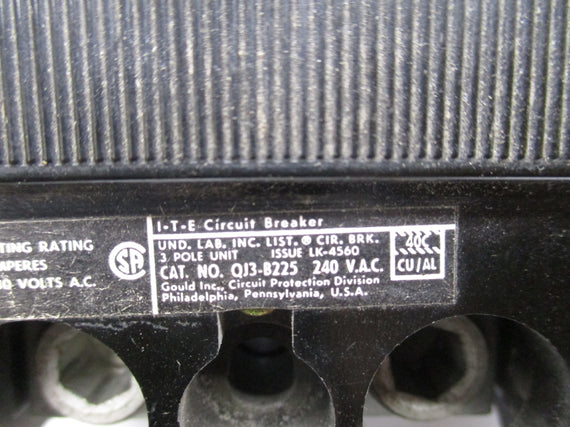 I-T-E Circuit Breaker
UND. LAB. INC. LIST.® CIR. BRK.
3 POLE UNIT ISSUE LK-4560
CAT. NO. QJ3-B225 240 V.A.C.
Gould Inc., Circuit Protection Division
Philadelphia, Pennsylvania, U.S.A.
40C
CU/AL
SA
TING RATING
MPERES
VOLTS A.C.